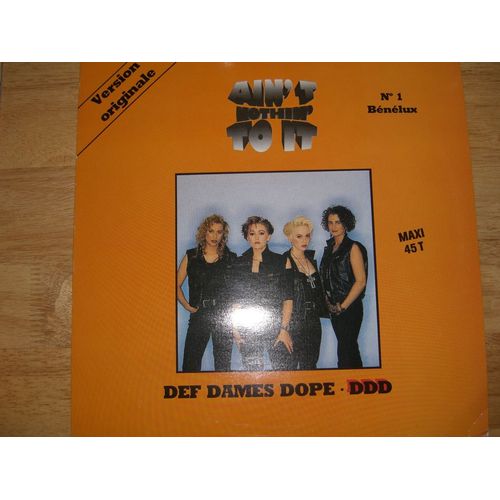 Version
originale
AIN'T
NOTHIN'
TO IT
N° 1
Bénélux
MAXI
45 T
DEF DAMES DOPE · DDD